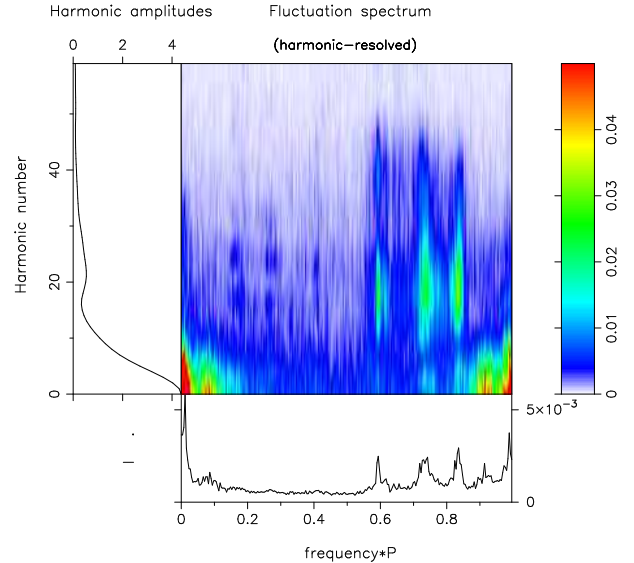 Harmonic amplitudes
Fluctuation spectrum
(harmonic-resolved)
0 2 4
Harmonic number
0 20 40
0 0.01 0.02 0.03 0.04
5×10⁻³
0
0 0.2 0.4 0.6 0.8
frequency*P